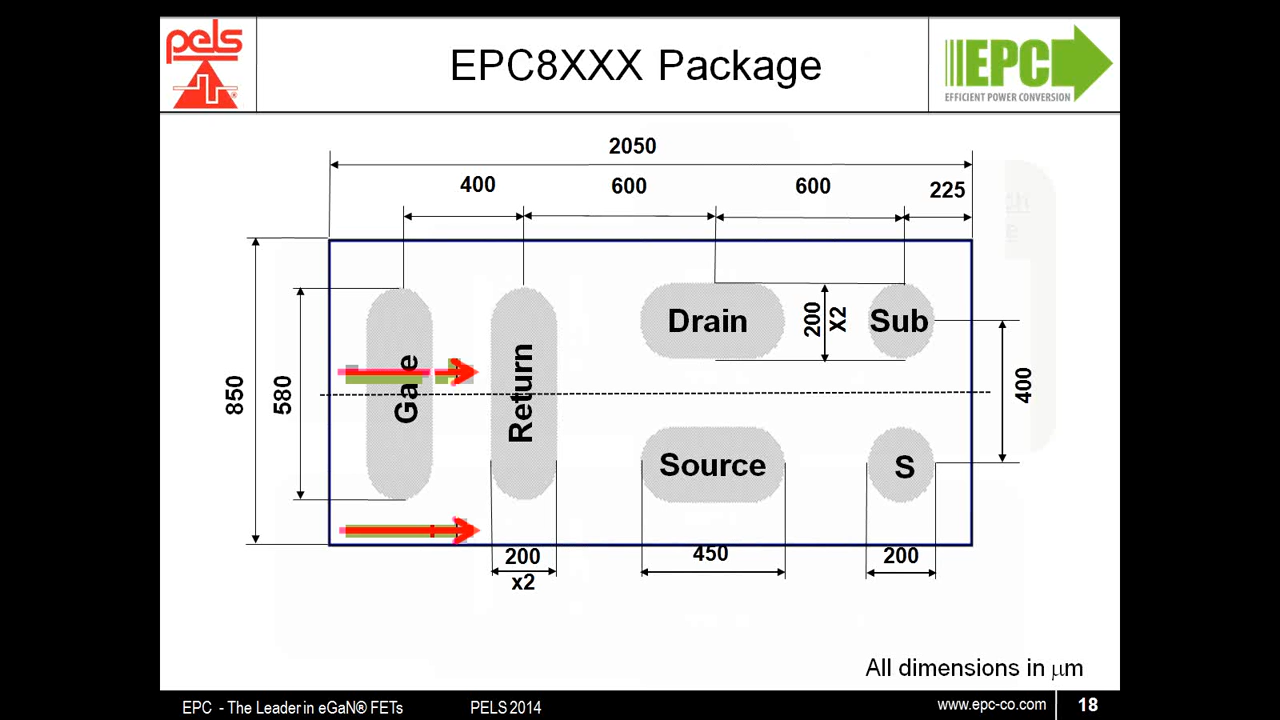 pels
EPC8XXX Package
EPC
EFFICIENT POWER CONVERSION
2050
400
600
600
225
850
580
Gate
Return
Drain
200
X2
Sub
400
Source
S
200
x2
450
200
All dimensions in μm
EPC - The Leader in eGaN® FETs
PELS 2014
www.epc-co.com
18